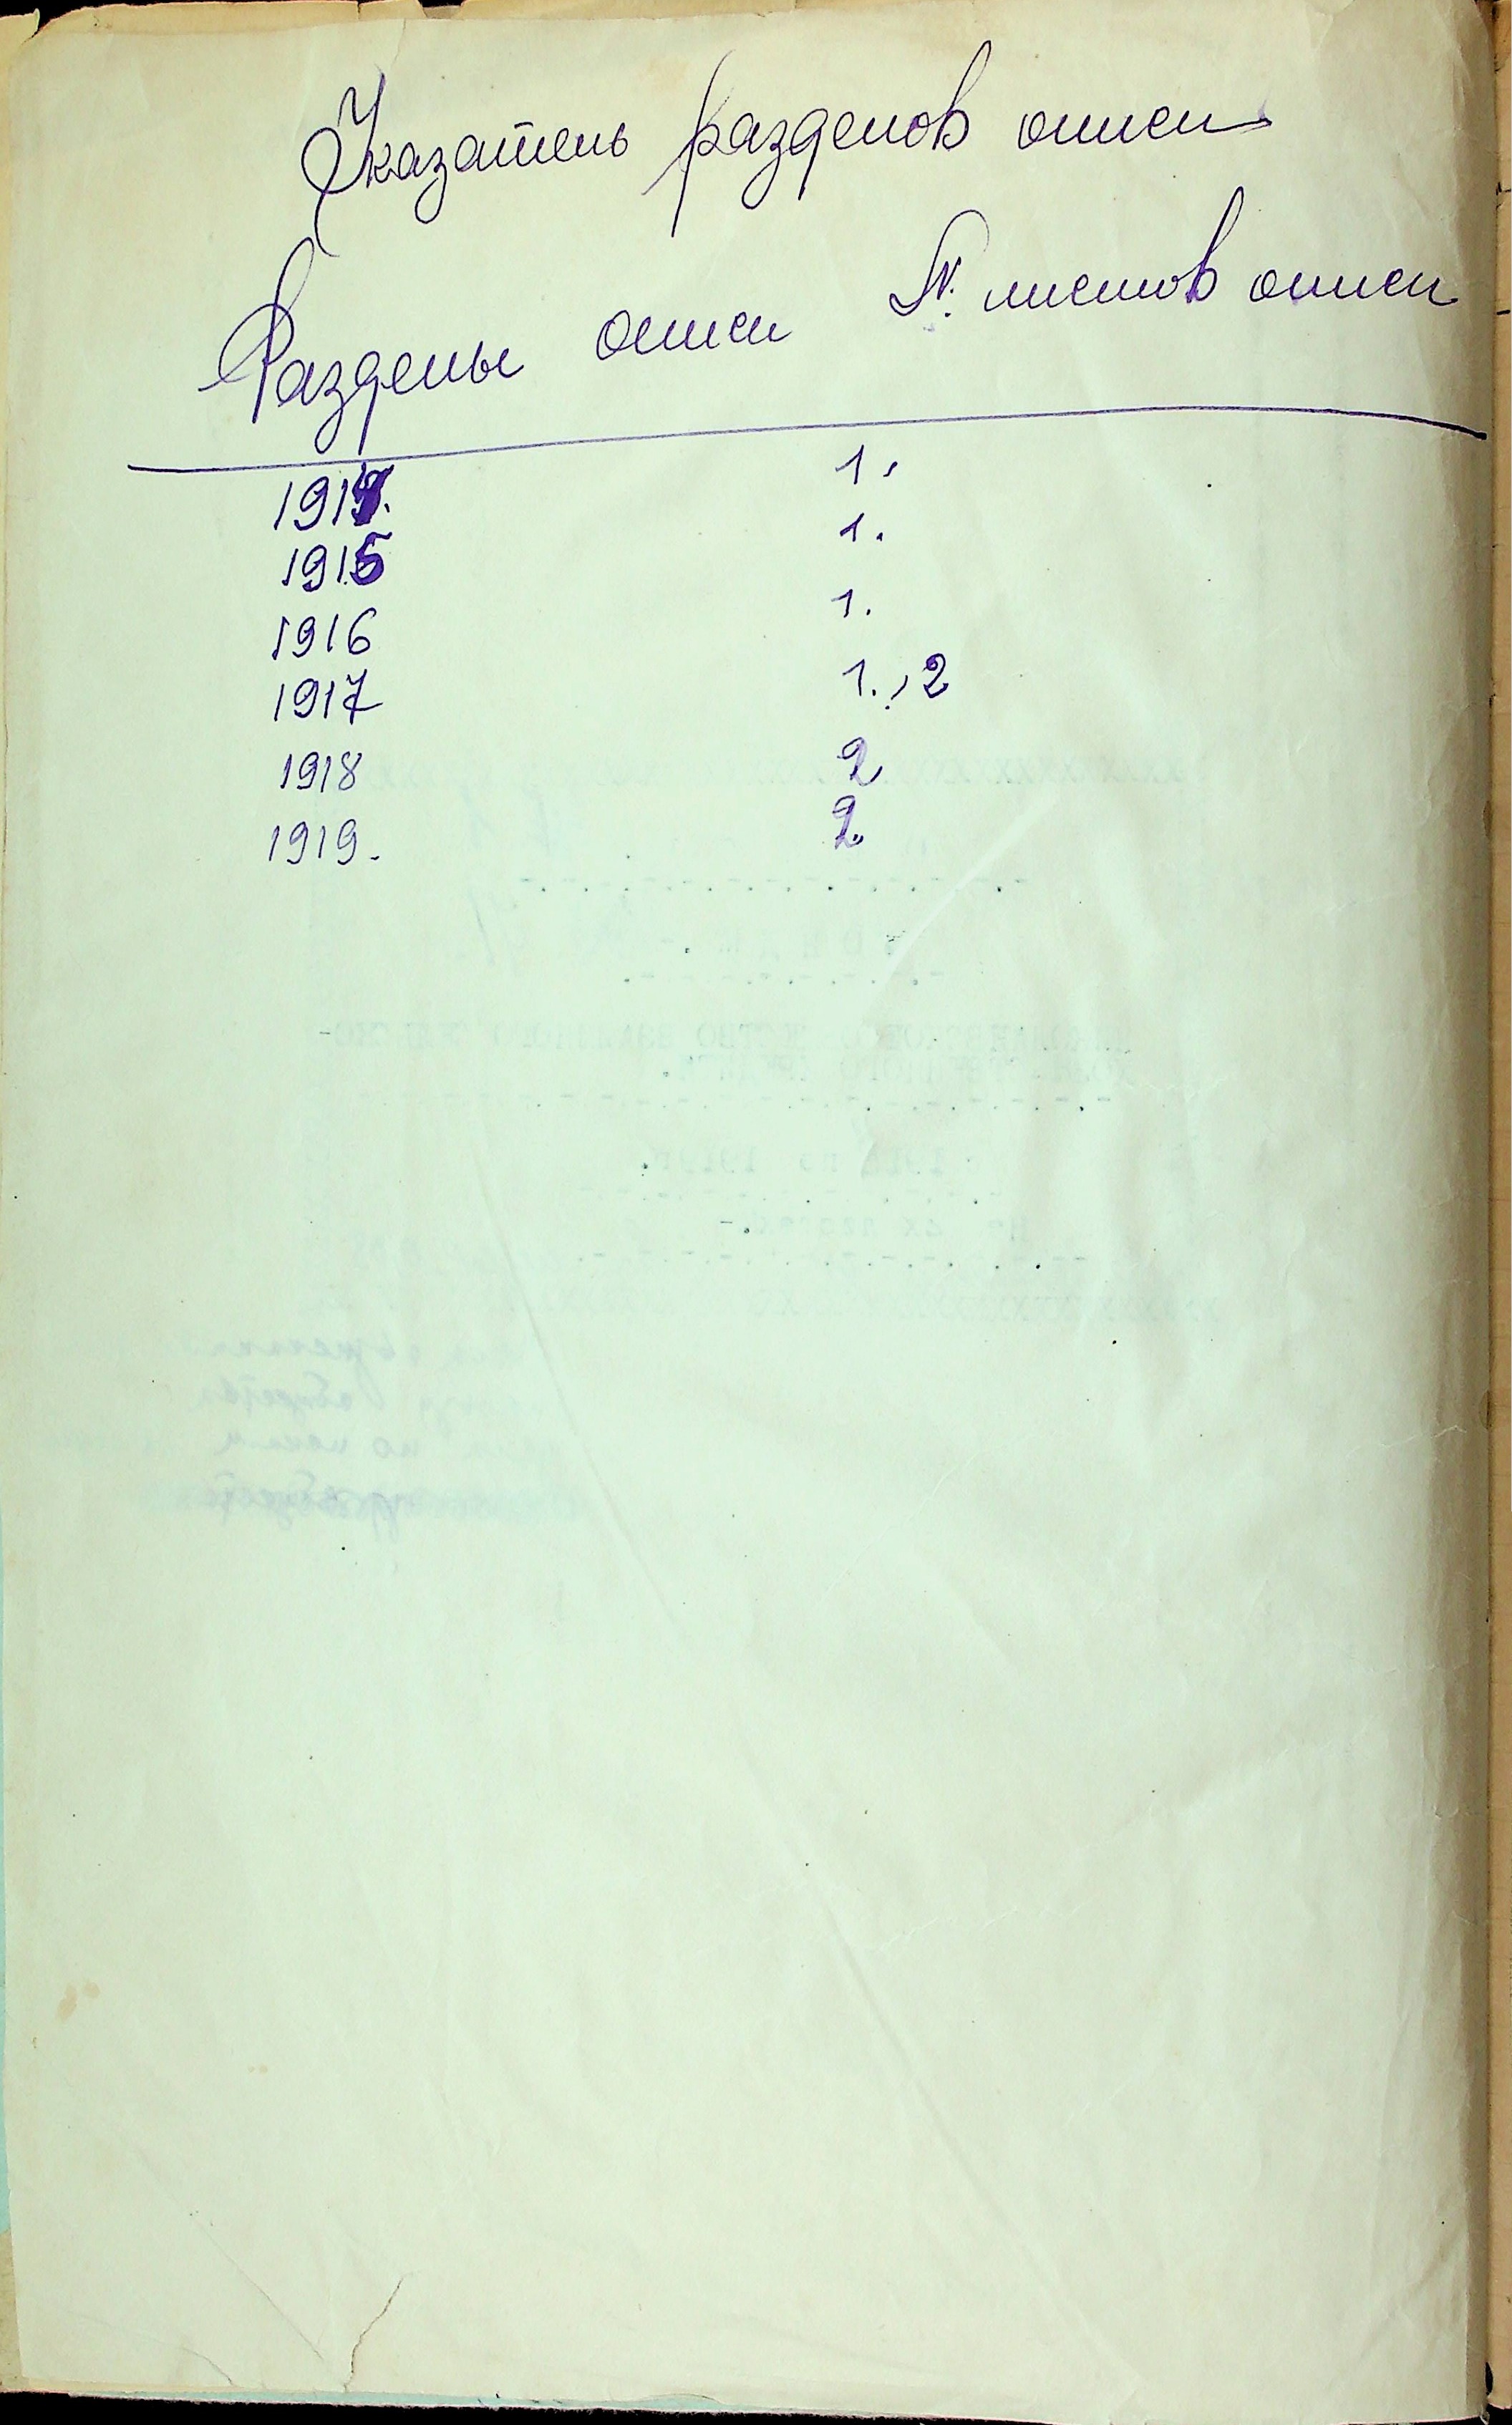 Указатель разделов описи
Разделы описи № листов описи
1914. 1.
1915 1.
1916 1.
1917 1., 2
1918 2
1919. 2.